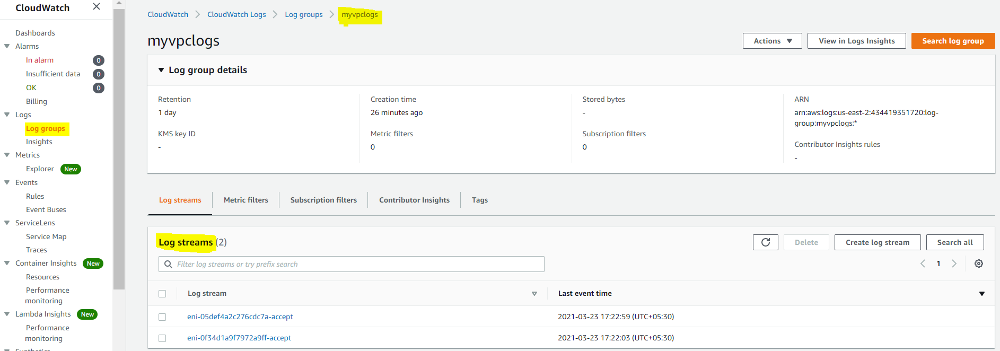 CloudWatch
Dashboards
Alarms
In alarm 0
Insufficient data 0
OK 0
Billing
Logs
Log groups
Insights
Metrics
Explorer New
Events
Rules
Event Buses
ServiceLens
Service Map
Traces
Container Insights New
Resources
Performance
monitoring
Lambda Insights New
Performance
monitoring
Synthetics
CloudWatch CloudWatch Logs Log groups myvpclogs
myvpclogs
Actions View in Logs Insights Search log group
Log group details
Retention
1 day
KMS key ID
-
Creation time
26 minutes ago
Metric filters
0
Stored bytes
-
Subscription filters
0
ARN
arn:aws:logs:us-east-2:434419351720:log-
group:myvpclogs:*
Contributor Insights rules
-
Log streams Metric filters Subscription filters Contributor Insights Tags
Log streams (2)
Delete Create log stream Search all
Filter log streams or try prefix search
1
Log stream Last event time
eni-05def4a2c276cdc7a-accept 2021-03-23 17:22:59 (UTC+05:30)
eni-0f34d1a9f7972a9ff-accept 2021-03-23 17:22:03 (UTC+05:30)